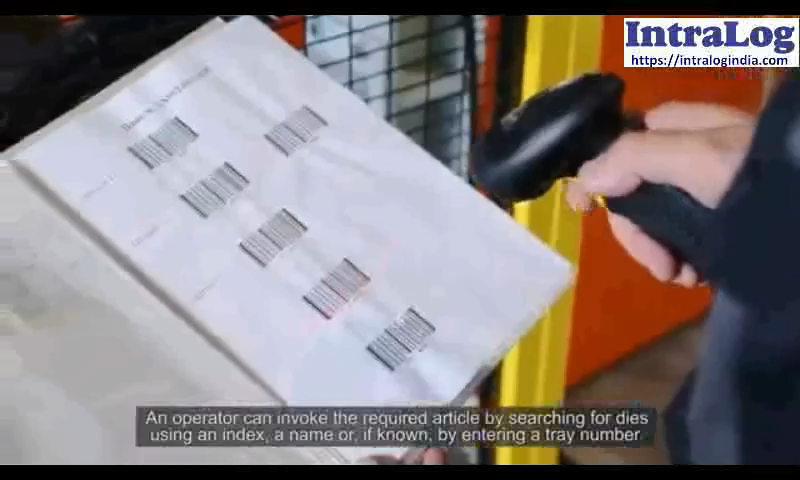 IntraLog
https://intralogindia.com
An operator can invoke the required article by searching for dies
using an index, a name or, if known, by entering a tray number